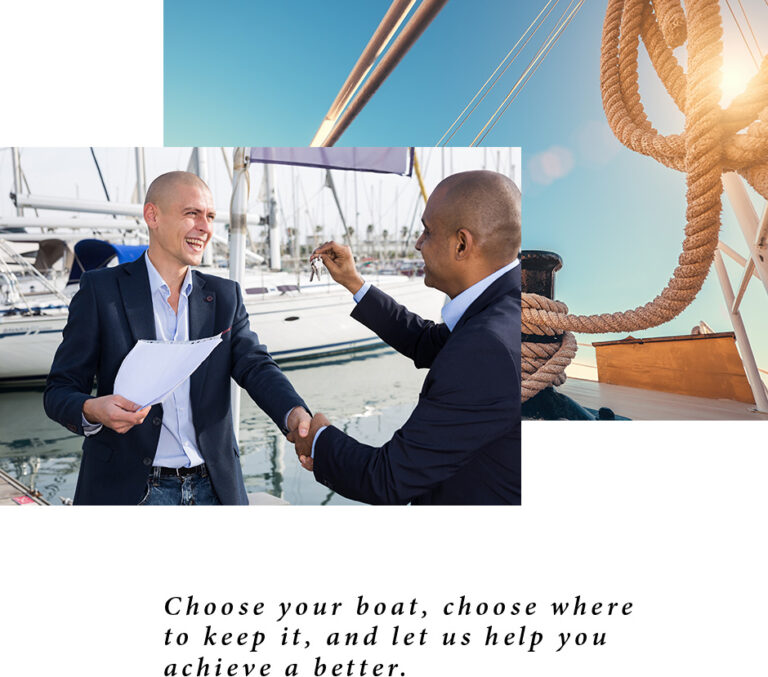 Choose your boat, choose where
to keep it, and let us help you
achieve a better.